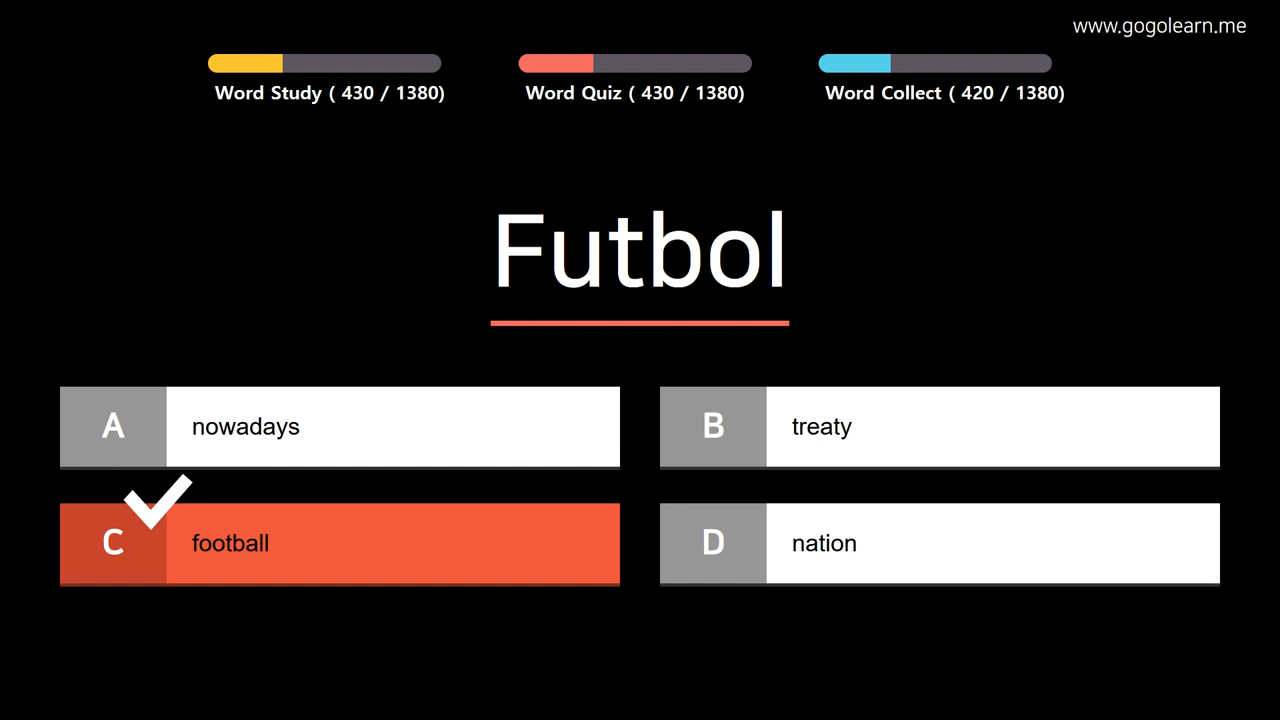 www.gogolearn.me
Word Study ( 430 / 1380)
Word Quiz ( 430 / 1380)
Word Collect ( 420 / 1380)
Futbol
A
nowadays
B
treaty
C
football
D
nation